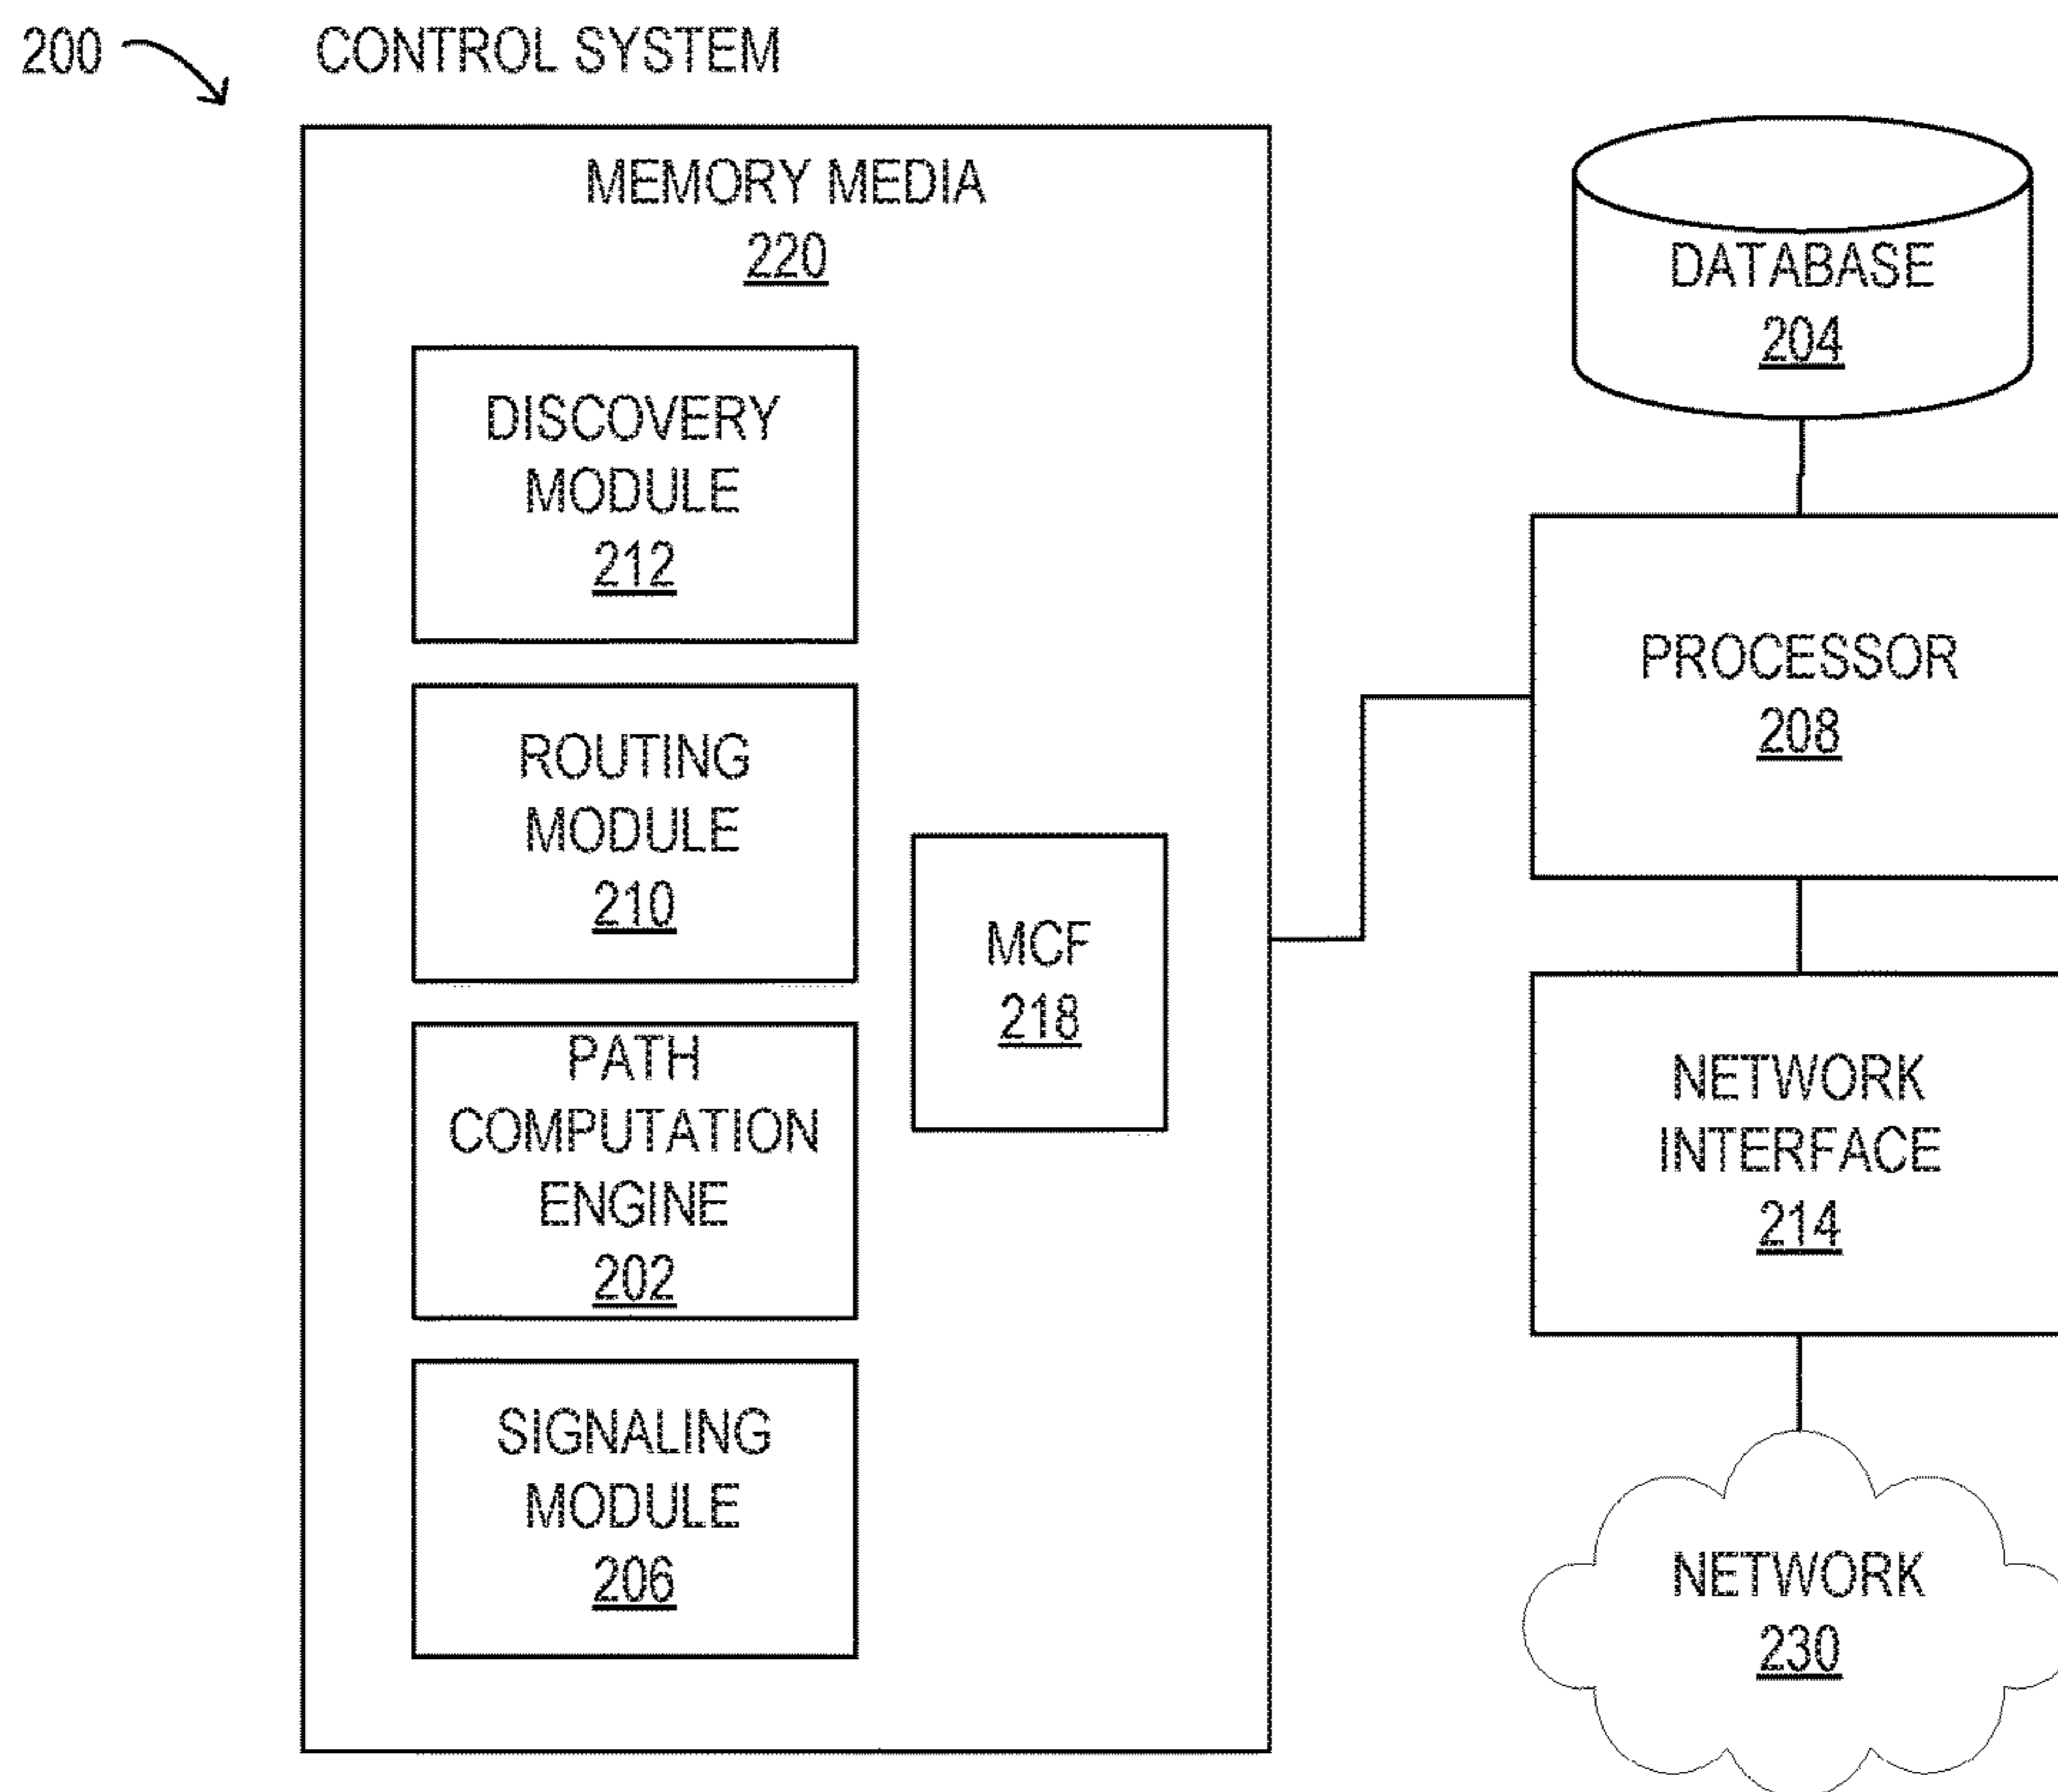 200
CONTROL SYSTEM
MEMORY MEDIA
220
DISCOVERY
MODULE
212
ROUTING
MODULE
210
PATH
COMPUTATION
ENGINE
202
SIGNALING
MODULE
206
MCF
218
DATABASE
204
PROCESSOR
208
NETWORK
INTERFACE
214
NETWORK
230